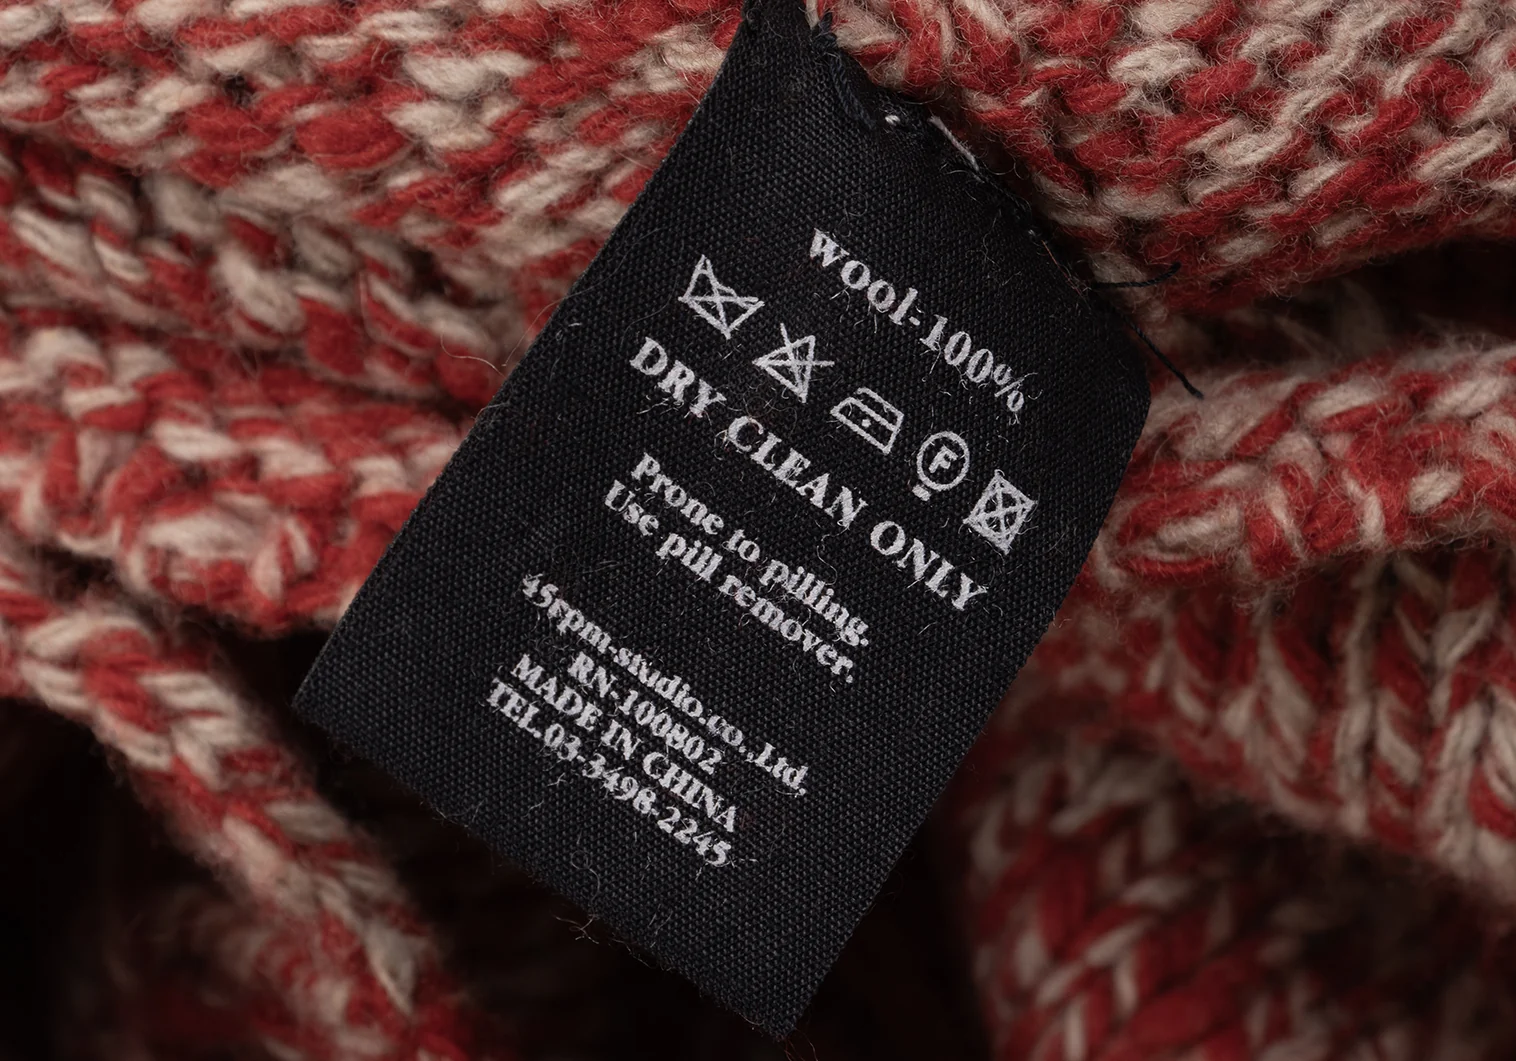 wool-100%
F
DRY CLEAN ONLY
Prone to pilling.
Use pill remover.
45rpm-studio.co.,Ltd,
RN-100802
MADE IN CHINA
TEL.03-3498-2245